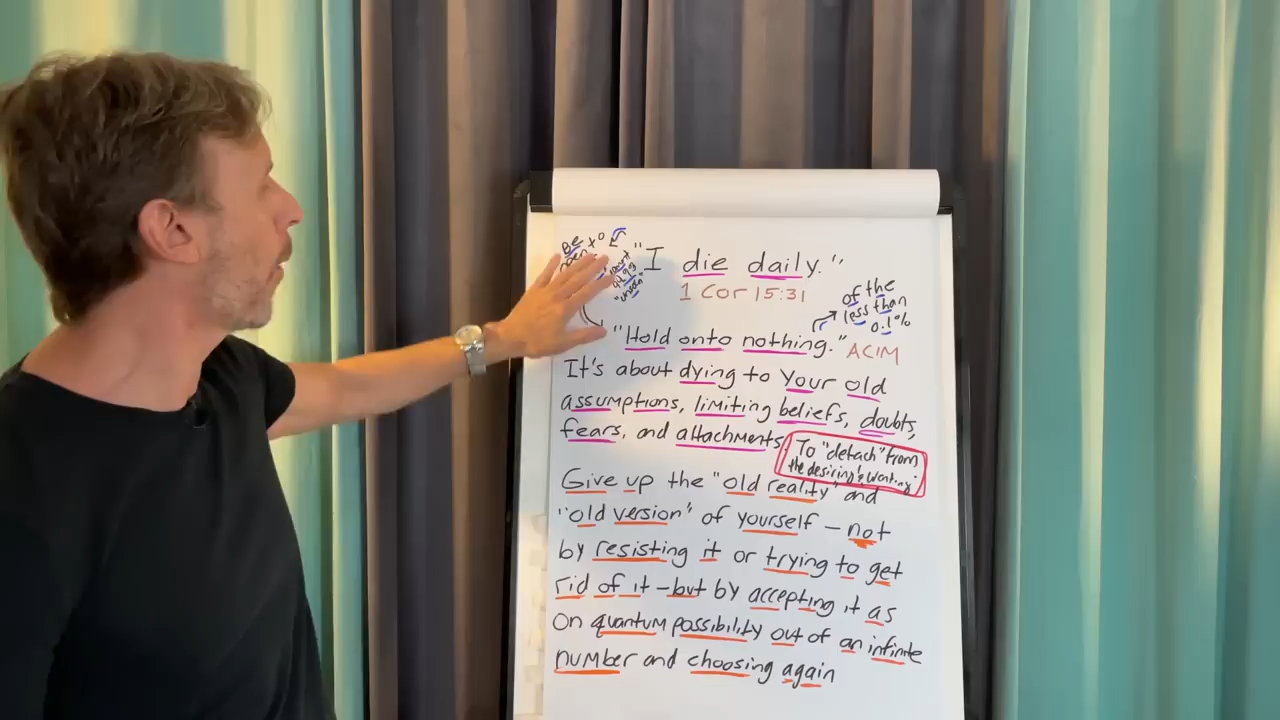 Be to
"I die daily."
1 Cor 15:31
of the
less than
0.1%
"Hold onto nothing." ACIM
It's about dying to your old
assumptions, limiting beliefs, doubts,
fears, and attachments
To "detach" from
the desiring & wanting
Give up the "old reality" and
"old version" of yourself – not
by resisting it or trying to get
rid of it – but by accepting it as
on quantum possibility out of an infinite
number and choosing again